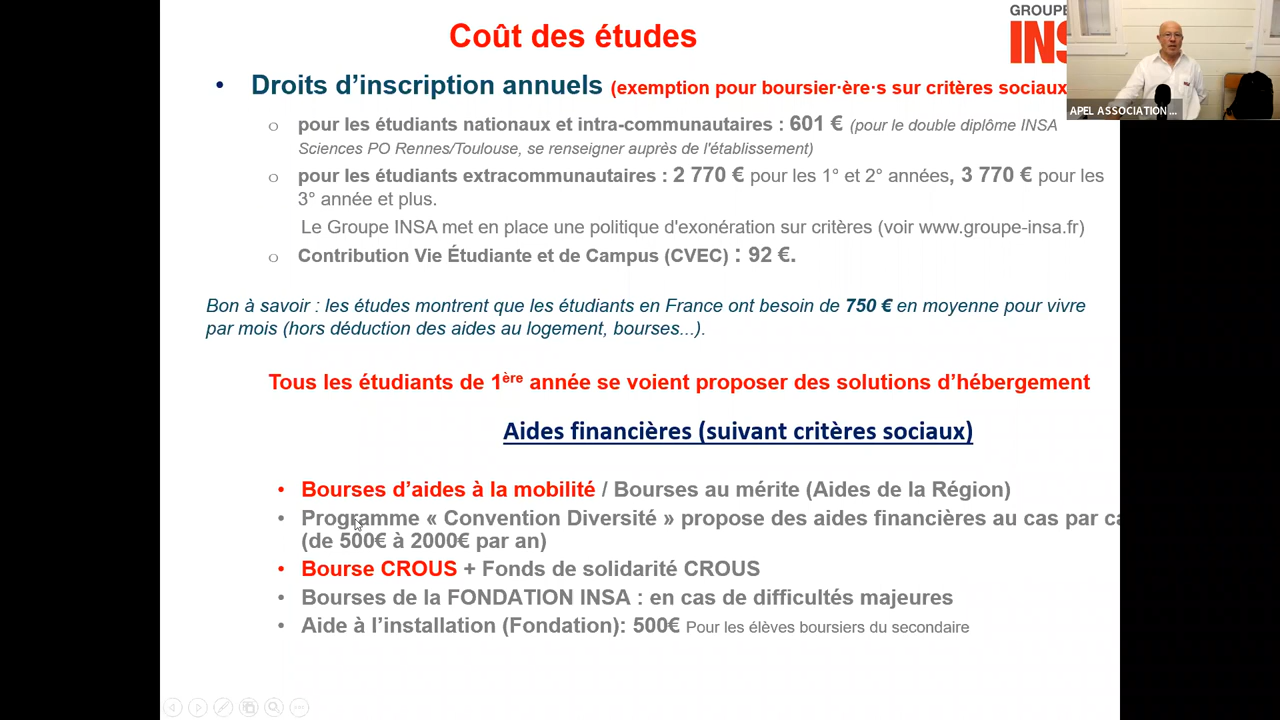 Coût des études
GROUPE
INS
• Droits d’inscription annuels (exemption pour boursier·ère·s sur critères sociaux
APEL ASSOCIATION ...
o pour les étudiants nationaux et intra-communautaires : 601 € (pour le double diplôme INSA
Sciences PO Rennes/Toulouse, se renseigner auprès de l'établissement)
o pour les étudiants extracommunautaires : 2 770 € pour les 1° et 2° années, 3 770 € pour les
3° année et plus.
Le Groupe INSA met en place une politique d'exonération sur critères (voir www.groupe-insa.fr)
o Contribution Vie Étudiante et de Campus (CVEC) : 92 €.
Bon à savoir : les études montrent que les étudiants en France ont besoin de 750 € en moyenne pour vivre
par mois (hors déduction des aides au logement, bourses...).
Tous les étudiants de 1ère année se voient proposer des solutions d’hébergement
Aides financières (suivant critères sociaux)
• Bourses d’aides à la mobilité / Bourses au mérite (Aides de la Région)
• Programme « Convention Diversité » propose des aides financières au cas par ca
(de 500€ à 2000€ par an)
• Bourse CROUS + Fonds de solidarité CROUS
• Bourses de la FONDATION INSA : en cas de difficultés majeures
• Aide à l’installation (Fondation): 500€ Pour les élèves boursiers du secondaire